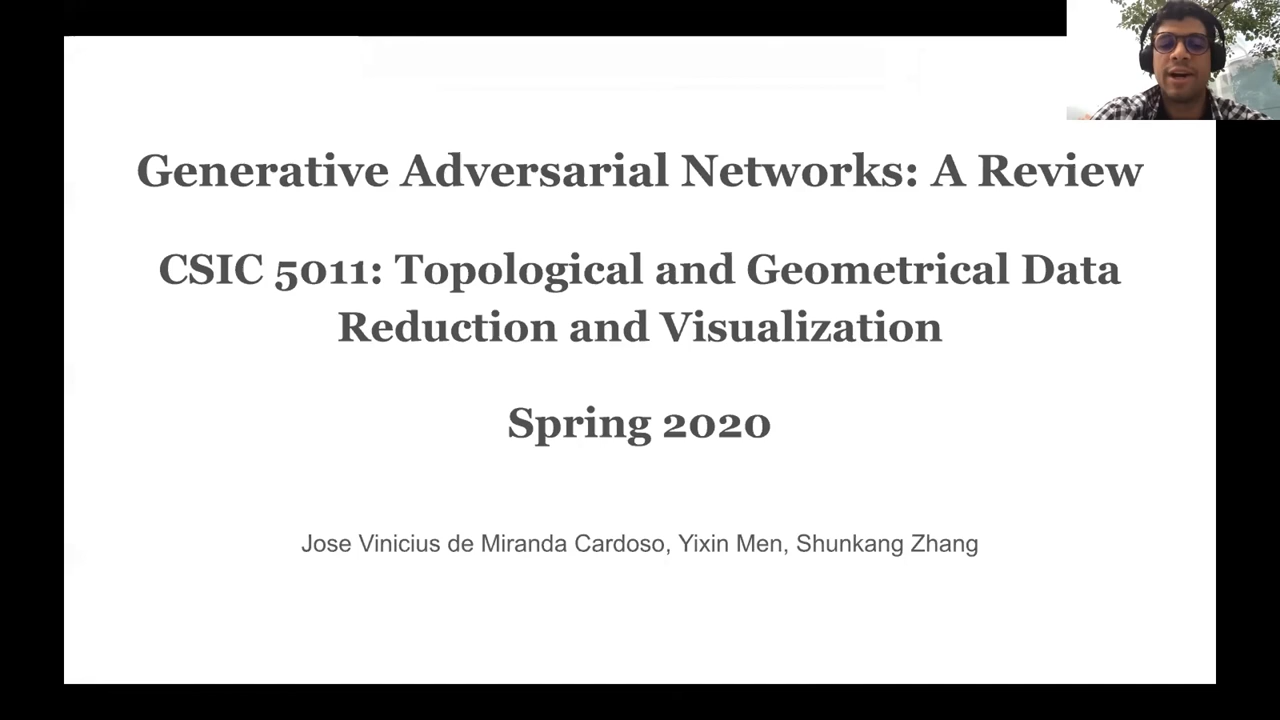 Generative Adversarial Networks: A Review
CSIC 5011: Topological and Geometrical Data
Reduction and Visualization
Spring 2020
Jose Vinicius de Miranda Cardoso, Yixin Men, Shunkang Zhang